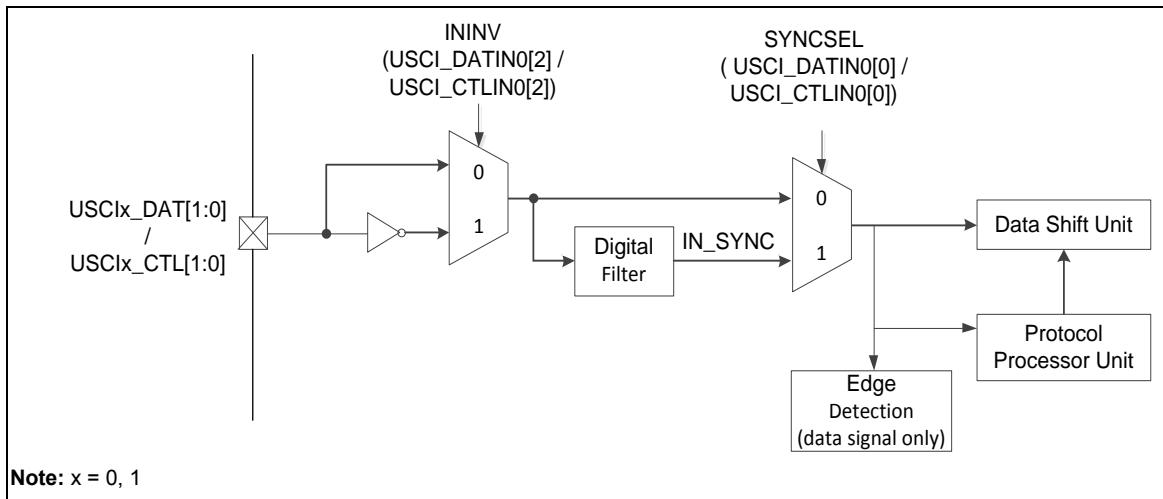 ININV
(USCI_DATIN0[2] /
USCI_CTLIN0[2])
SYNCSEL
( USCI_DATIN0[0] /
USCI_CTLIN0[0])
USCIx_DAT[1:0]
/
USCIx_CTL[1:0]
0
1
Digital
Filter
IN_SYNC
0
1
Data Shift Unit
Protocol
Processor Unit
Edge
Detection
(data signal only)
Note: x = 0, 1